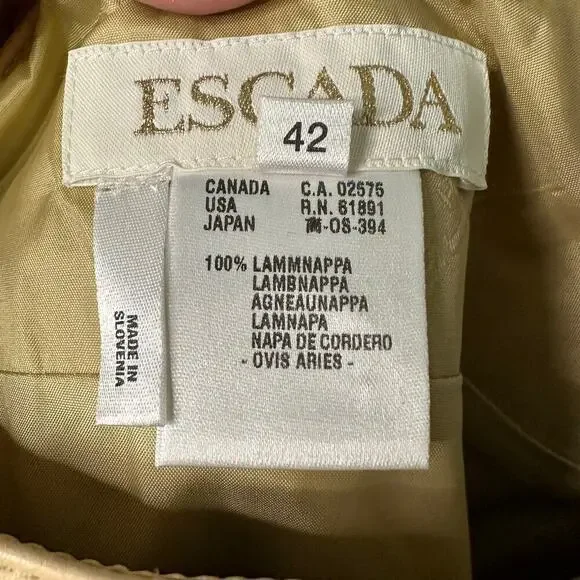 ESCADA
42
CANADA C.A. 02575
USA R.N. 61891
JAPAN -OS-394
100% LAMMNAPPA
LAMBNAPPA
AGNEAUNAPPA
LAMNAPA
NAPA DE CORDERO
- OVIS ARIES -
MADE IN
SLOVENIA